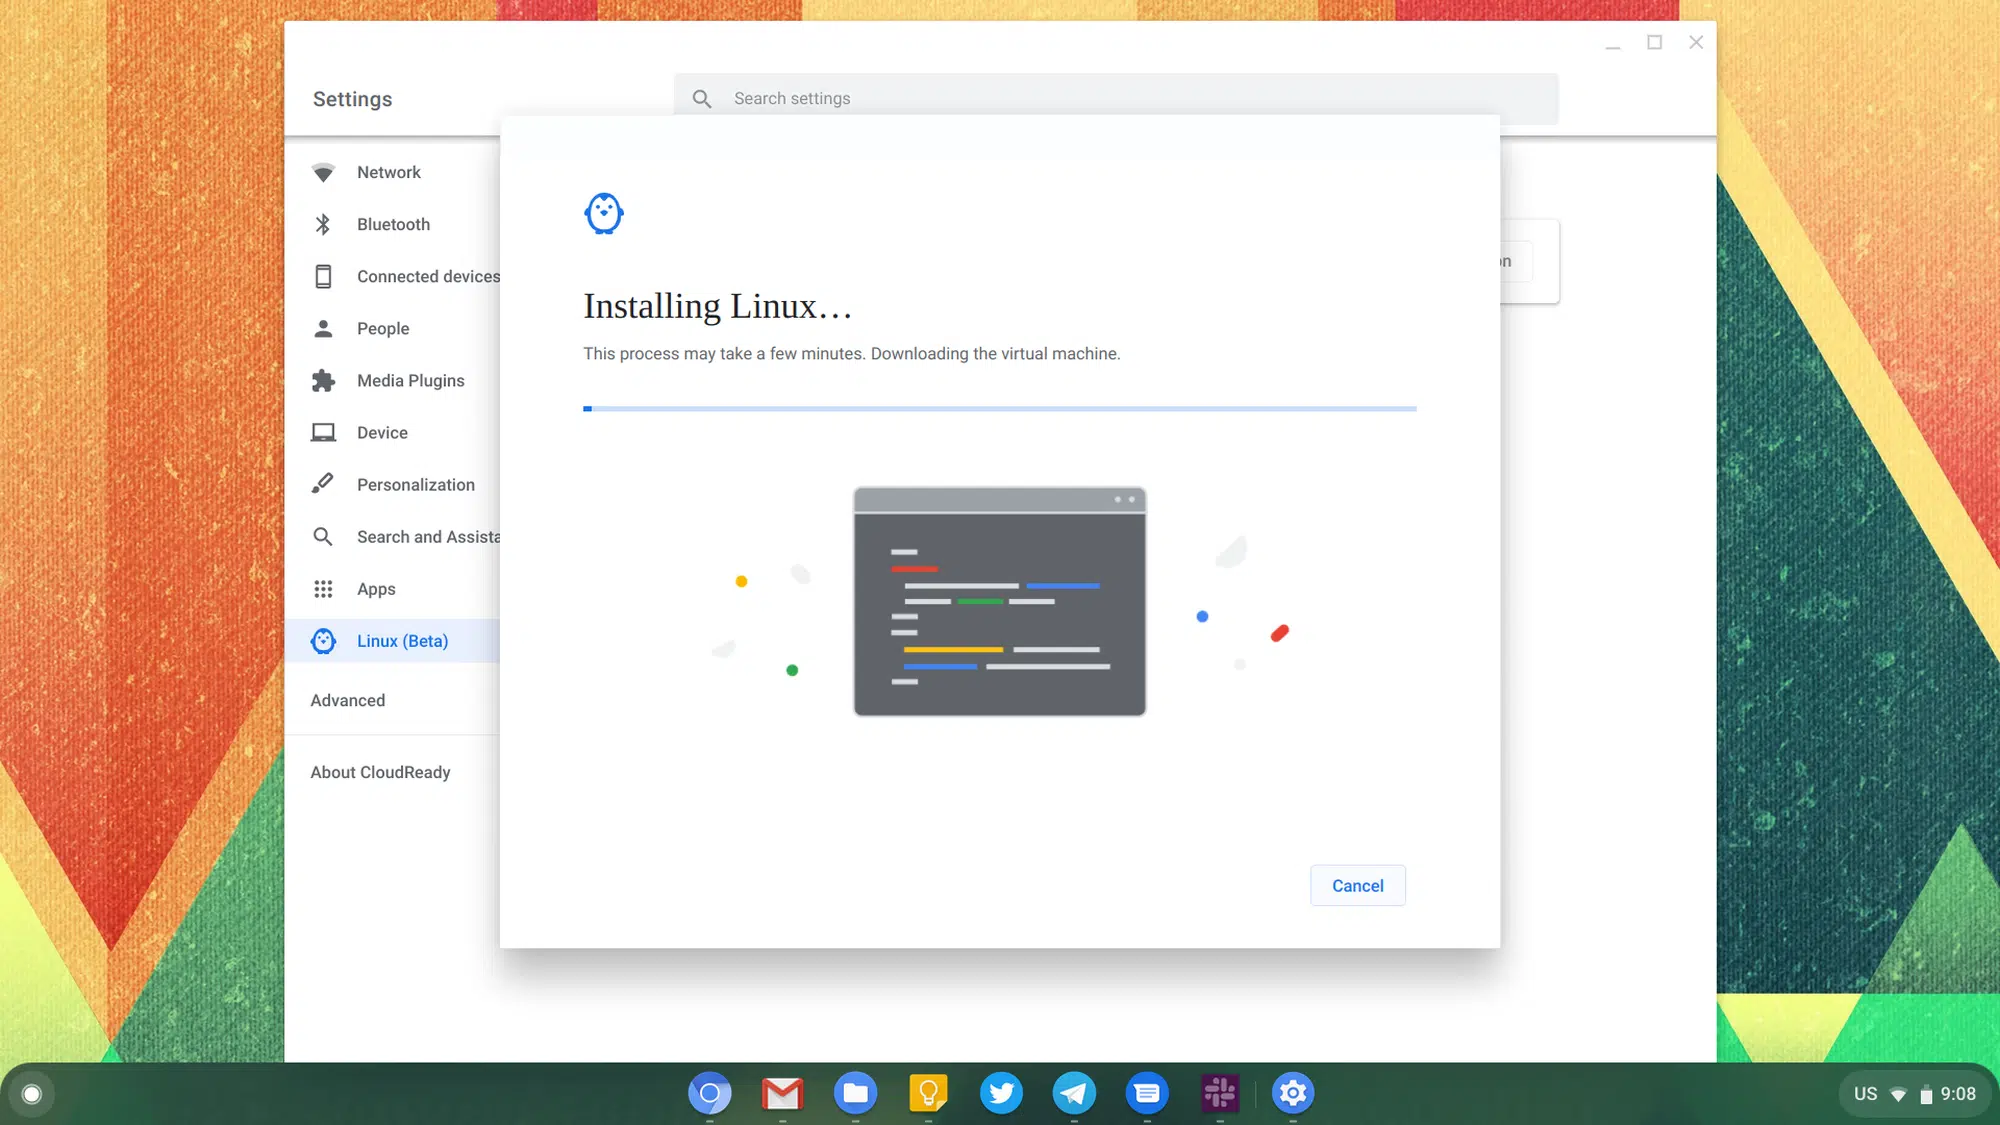 Settings
Search settings
Network
Bluetooth
Connected devices
People
Media Plugins
Device
Personalization
Search and Assista
Apps
Linux (Beta)
Advanced
About CloudReady
on
Installing Linux…
This process may take a few minutes. Downloading the virtual machine.
Cancel
US 9:08